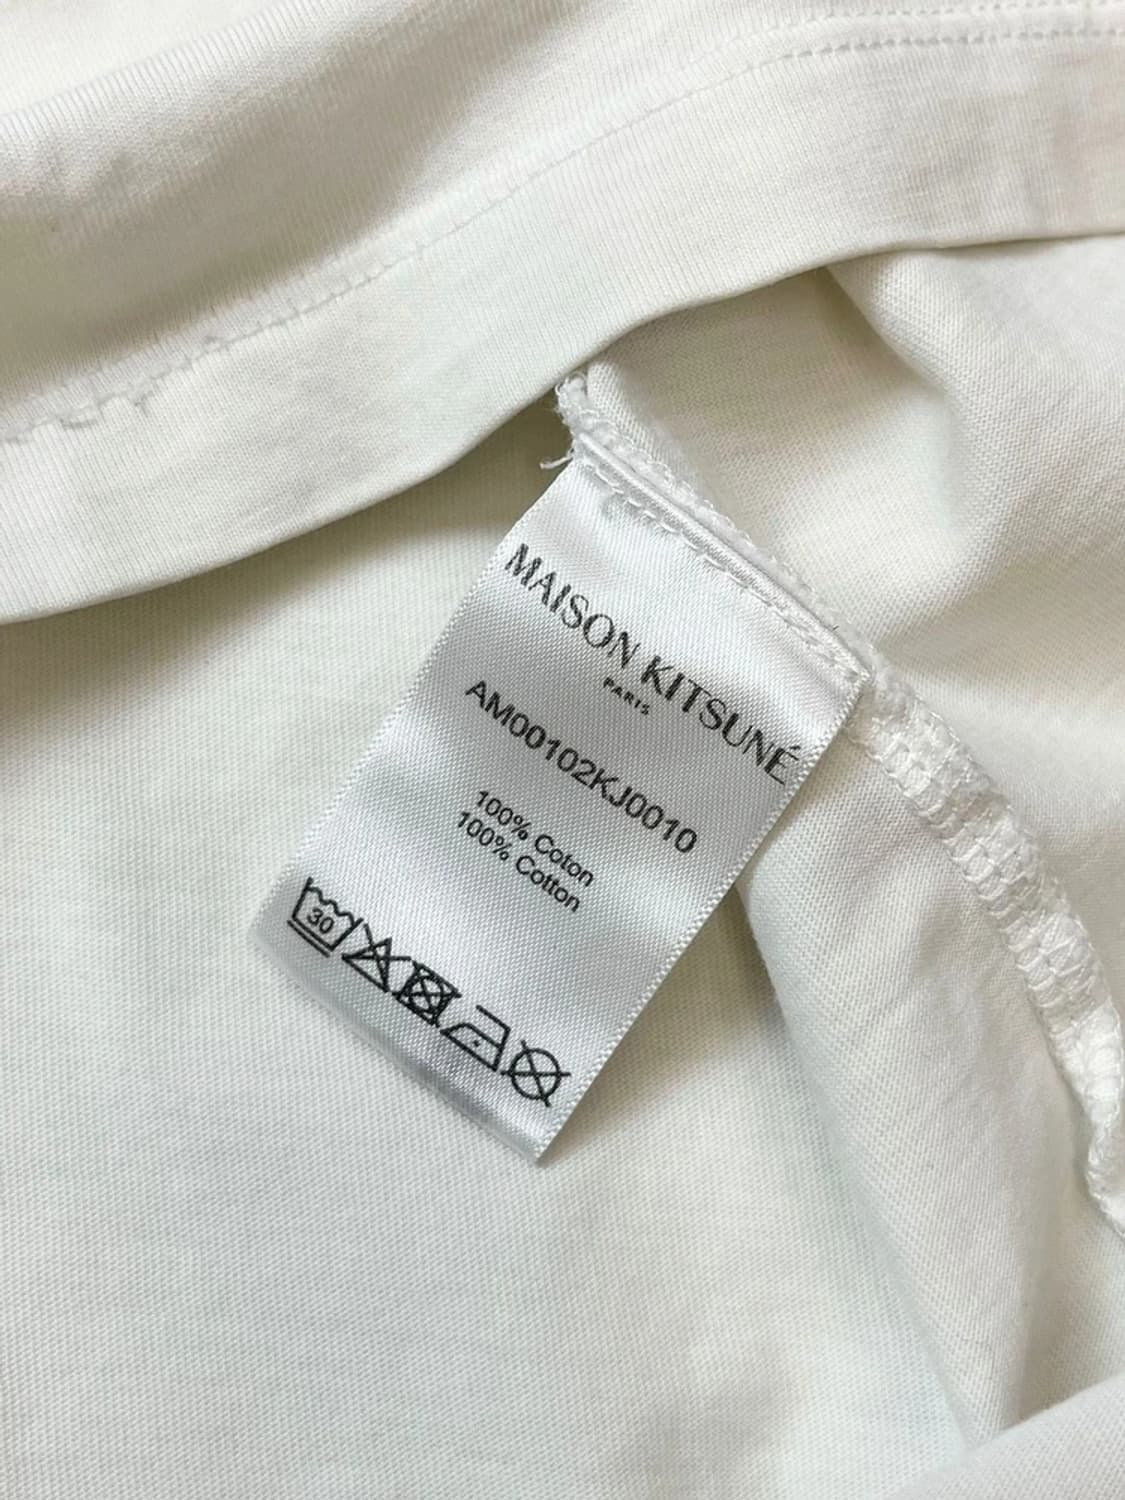 MAISON KITSUNÉ
PARIS
AM00102KJ0010
100% Coton
100% Cotton
30